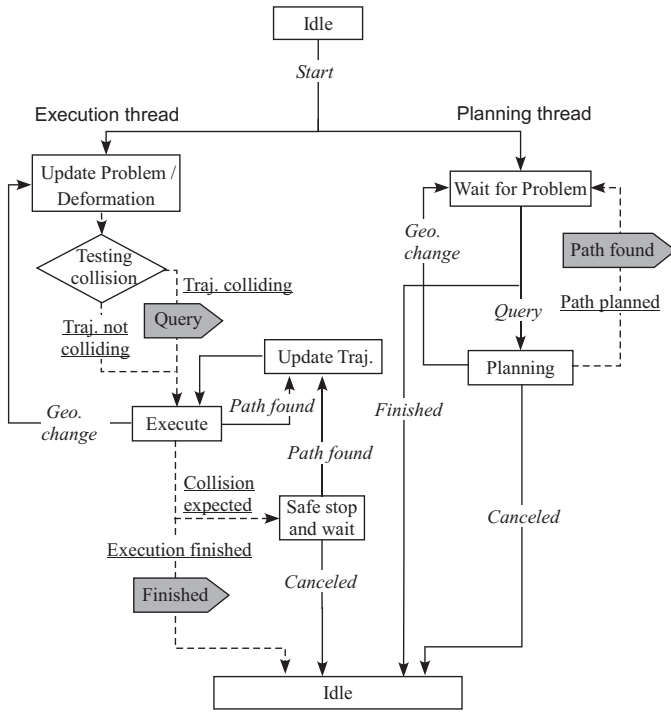 Idle
Start
Execution thread
Planning thread
Update Problem /
Deformation
Wait for Problem
Testing
collision
Geo.
change
Path found
Traj. colliding
Query
Traj. not
colliding
Path planned
Query
Update Traj.
Planning
Path found
Finished
Geo.
change
Execute
Path found
Collision
expected
Safe stop
and wait
Canceled
Execution finished
Canceled
Finished
Idle